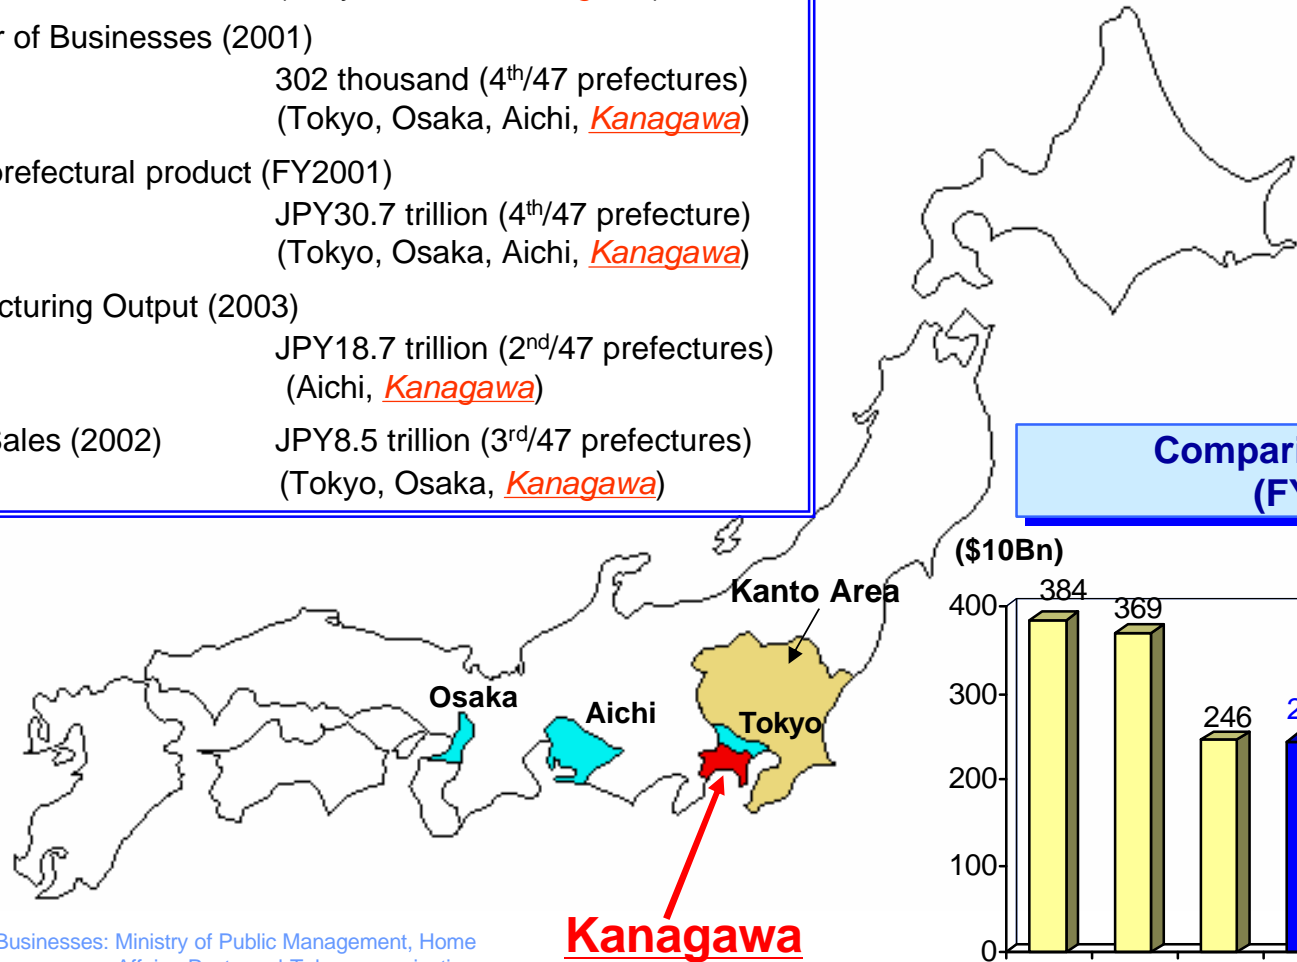 r of Businesses (2001)
302 thousand (4th/47 prefectures)
(Tokyo, Osaka, Aichi, Kanagawa)
prefectural product (FY2001)
JPY30.7 trillion (4th/47 prefecture)
(Tokyo, Osaka, Aichi, Kanagawa)
cturing Output (2003)
JPY18.7 trillion (2nd/47 prefectures)
(Aichi, Kanagawa)
Sales (2002) JPY8.5 trillion (3rd/47 prefectures)
(Tokyo, Osaka, Kanagawa)
Compari
(FY
($10Bn)
384
369
246
2
400
300
200
100
0
Kanto Area
Osaka
Aichi
Tokyo
Kanagawa
Businesses: Ministry of Public Management, Home